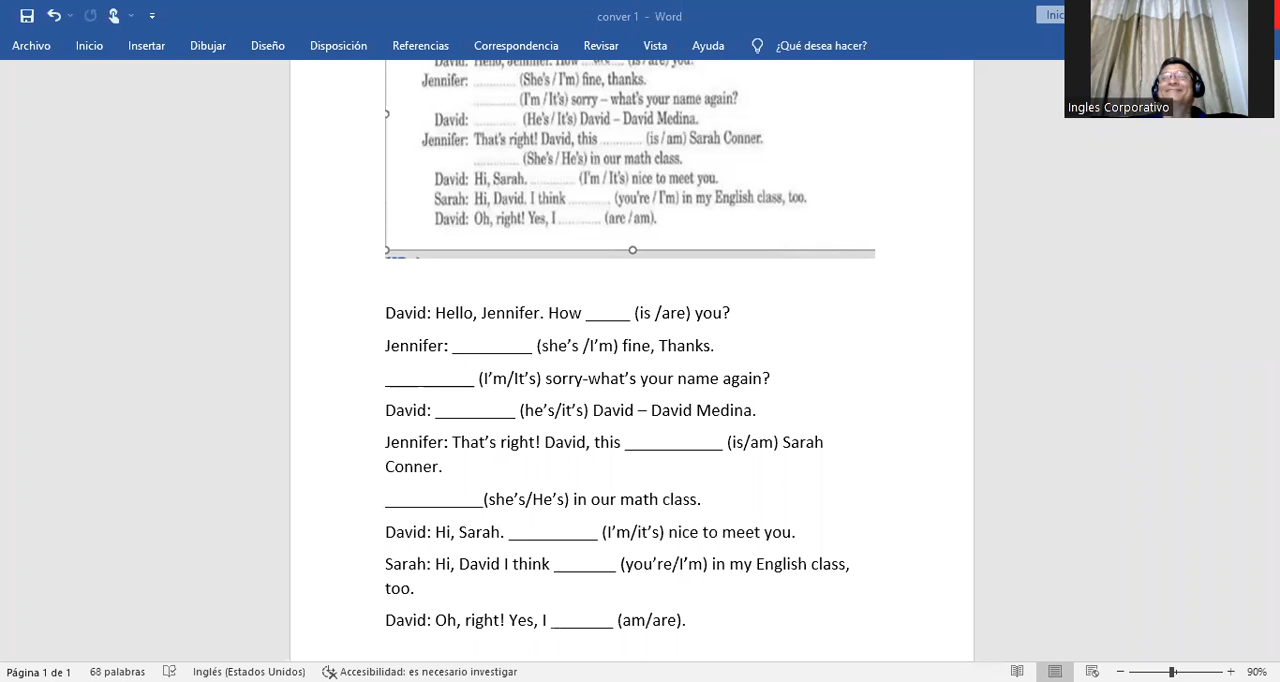 conver 1 - Word
Inic
Archivo Inicio Insertar Dibujar Diseño Disposición Referencias Correspondencia Revisar Vista Ayuda ¿Qué desea hacer?
Ingles Corporativo
David: Hello, Jennifer. How ........ (is / are) you?
Jennifer: ........ (She's / I'm) fine, thanks.
........ (I'm / It's) sorry – what's your name again?
David: ........ (He's / It's) David – David Medina.
Jennifer: That's right! David, this ........ (is / am) Sarah Conner.
........ (She's / He's) in our math class.
David: Hi, Sarah. ........ (I'm / It's) nice to meet you.
Sarah: Hi, David. I think ........ (you're / I'm) in my English class, too.
David: Oh, right! Yes, I ........ (are / am).
David: Hello, Jennifer. How _____ (is /are) you?
Jennifer: _________ (she's /I'm) fine, Thanks.
__________ (I'm/It's) sorry-what's your name again?
David: _________ (he's/it's) David – David Medina.
Jennifer: That's right! David, this ___________ (is/am) Sarah
Conner.
___________(she's/He's) in our math class.
David: Hi, Sarah. __________ (I'm/it's) nice to meet you.
Sarah: Hi, David I think _______ (you're/I'm) in my English class,
too.
David: Oh, right! Yes, I _______ (am/are).
Página 1 de 1 68 palabras Inglés (Estados Unidos) Accesibilidad: es necesario investigar 90%